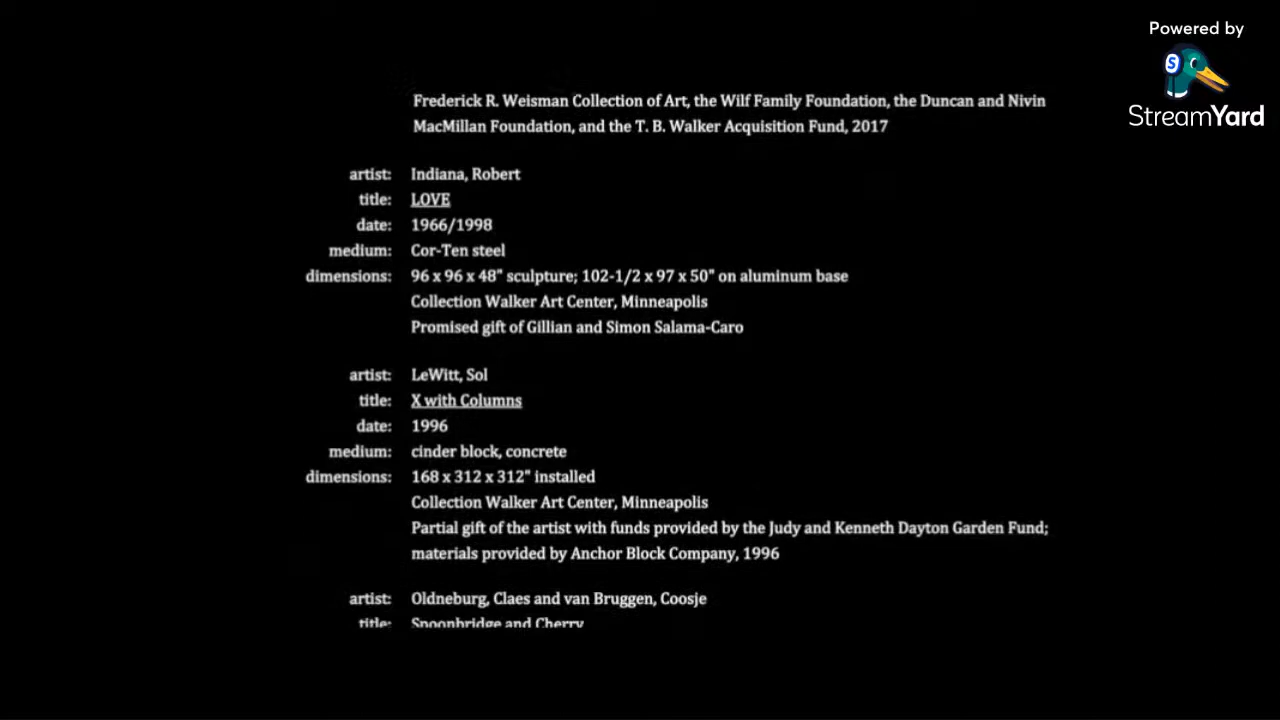 Powered by
StreamYard
Frederick R. Weisman Collection of Art, the Wilf Family Foundation, the Duncan and Nivin
MacMillan Foundation, and the T. B. Walker Acquisition Fund, 2017
artist: Indiana, Robert
title: LOVE
date: 1966/1998
medium: Cor-Ten steel
dimensions: 96 x 96 x 48" sculpture; 102-1/2 x 97 x 50" on aluminum base
Collection Walker Art Center, Minneapolis
Promised gift of Gillian and Simon Salama-Caro
artist: LeWitt, Sol
title: X with Columns
date: 1996
medium: cinder block, concrete
dimensions: 168 x 312 x 312" installed
Collection Walker Art Center, Minneapolis
Partial gift of the artist with funds provided by the Judy and Kenneth Dayton Garden Fund;
materials provided by Anchor Block Company, 1996
artist: Oldneburg, Claes and van Bruggen, Coosje
title: Spoonbridge and Cherry